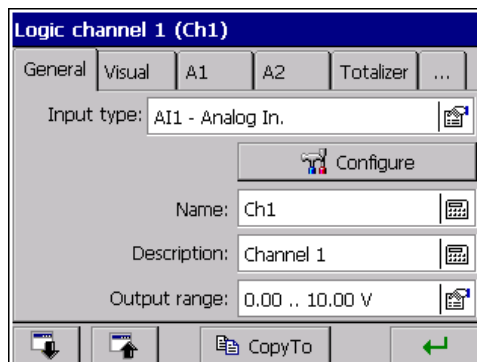 Logic channel 1 (Ch1)
General Visual A1 A2 Totalizer ...
Input type: AI1 - Analog In.
Configure
Name: Ch1
Description: Channel 1
Output range: 0.00 .. 10.00 V
CopyTo